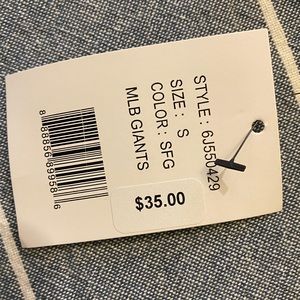 STYLE : 6J550429
SIZE : S
COLOR : SFG
MLB GIANTS
$35.00